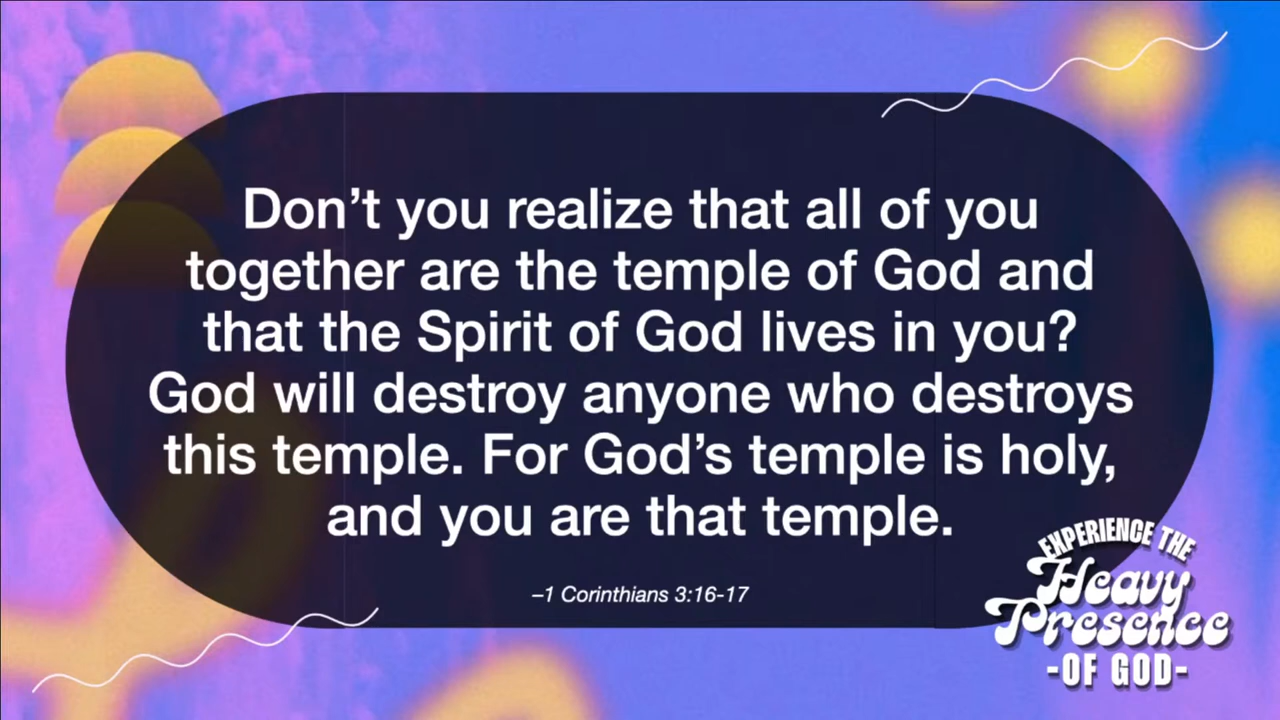 Don’t you realize that all of you
together are the temple of God and
that the Spirit of God lives in you?
God will destroy anyone who destroys
this temple. For God’s temple is holy,
and you are that temple.
–1 Corinthians 3:16-17
EXPERIENCE THE
Heavy
Presence
-OF GOD-